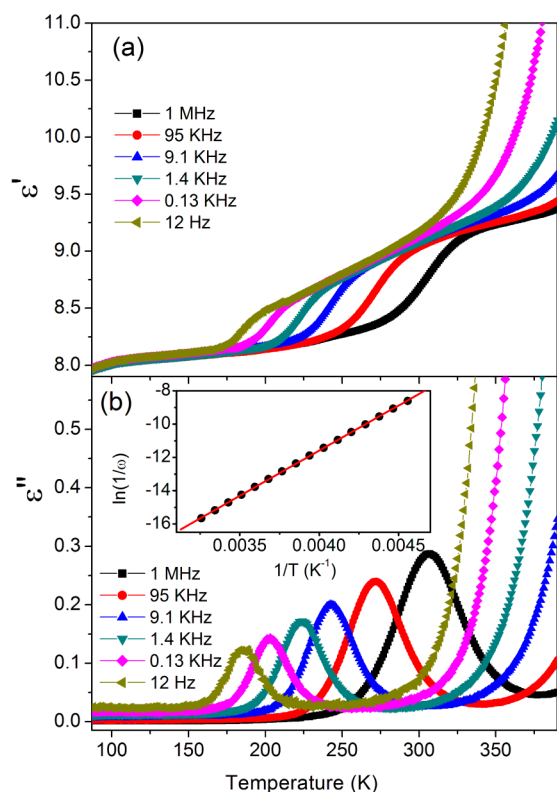 11.0
(a)
10.5
1 MHz
95 KHz
9.1 KHz
1.4 KHz
0.13 KHz
12 Hz
10.0
ε'
9.5
9.0
8.5
8.0
(b)
-8
-10
-12
-14
-16
ln(1/ω)
0.0035 0.0040 0.0045
1/T (K⁻¹)
0.5
0.4
ε"
0.3
0.2
0.1
0.0
1 MHz
95 KHz
9.1 KHz
1.4 KHz
0.13 KHz
12 Hz
100 150 200 250 300 350
Temperature (K)